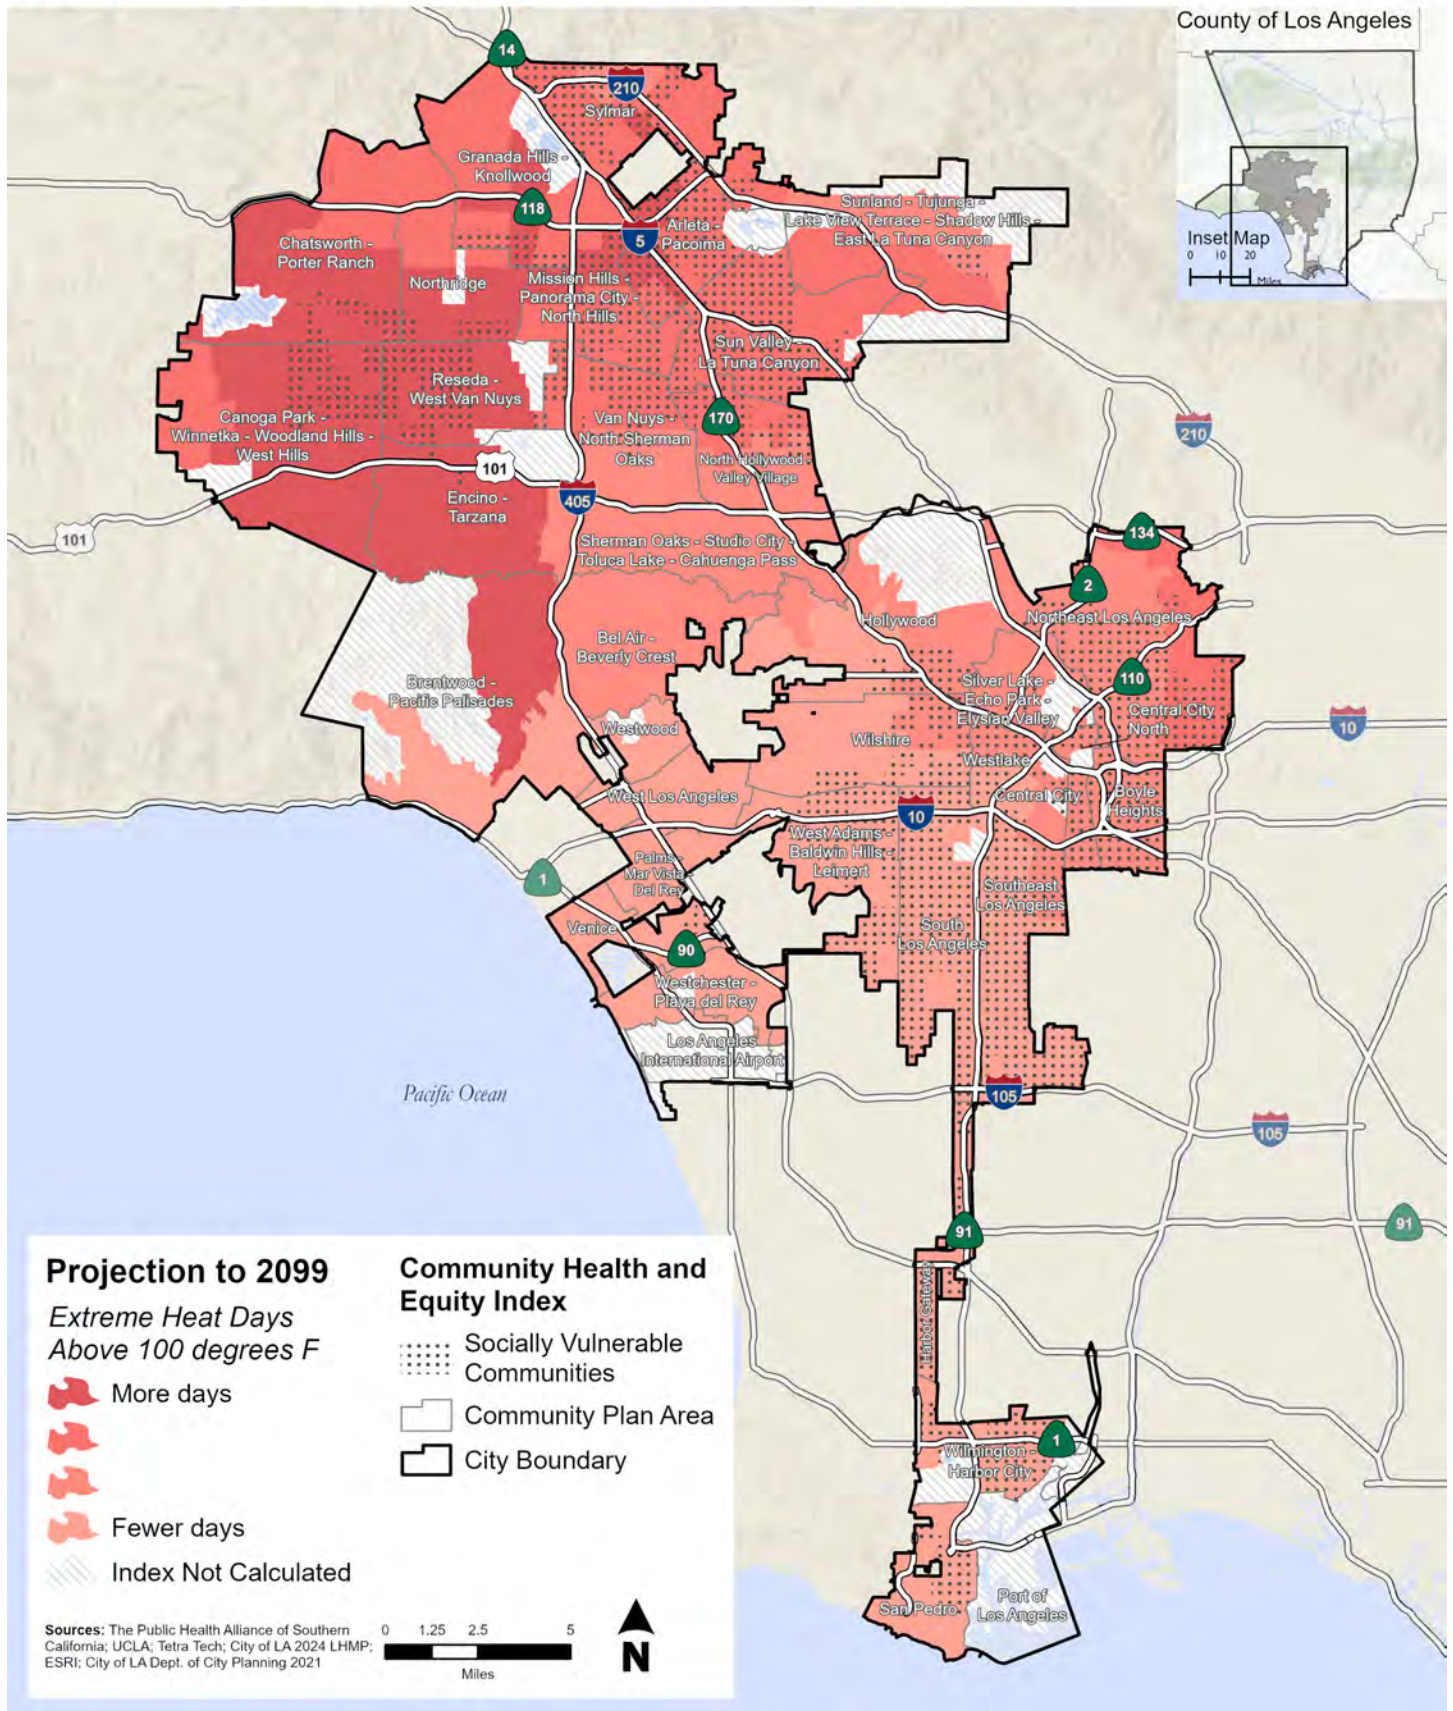 County of Los Angeles
Inset Map
0 10 20
Miles
14
210
Sylmar
Granada Hills -
Knollwood
118
5
Arleta -
Pacoima
Sunland - Tujunga -
Lake View Terrace - Shadow Hills -
East La Tuna Canyon
Chatsworth -
Porter Ranch
Northridge
Mission Hills -
Panorama City -
North Hills
Sun Valley -
La Tuna Canyon
Reseda -
West Van Nuys
Canoga Park -
Winnetka - Woodland Hills -
West Hills
Van Nuys -
North Sherman
Oaks
170
North Hollywood -
Valley Village
210
101
Encino -
Tarzana
405
101
Sherman Oaks - Studio City -
Toluca Lake - Cahuenga Pass
134
2
Hollywood
Northeast Los Angeles
Bel Air -
Beverly Crest
Brentwood -
Pacific Palisades
Silver Lake -
Echo Park -
Elysian Valley
110
Central City
North
10
Westwood
Wilshire
Westlake
West Los Angeles
Central City
Boyle
Heights
10
West Adams -
Baldwin Hills -
Leimert
1
Palms -
Mar Vista -
Del Rey
Southeast
Los Angeles
Venice
South
Los Angeles
90
Westchester -
Playa del Rey
Los Angeles
International Airport
Pacific Ocean
105
105
91
91
Harbor Gateway
1
Wilmington -
Harbor City
San Pedro
Port of
Los Angeles
Projection to 2099
Extreme Heat Days
Above 100 degrees F
More days
Fewer days
Index Not Calculated
Community Health and
Equity Index
Socially Vulnerable
Communities
Community Plan Area
City Boundary
Sources: The Public Health Alliance of Southern
California; UCLA; Tetra Tech; City of LA 2024 LHMP;
ESRI; City of LA Dept. of City Planning 2021
0 1.25 2.5 5
Miles
N